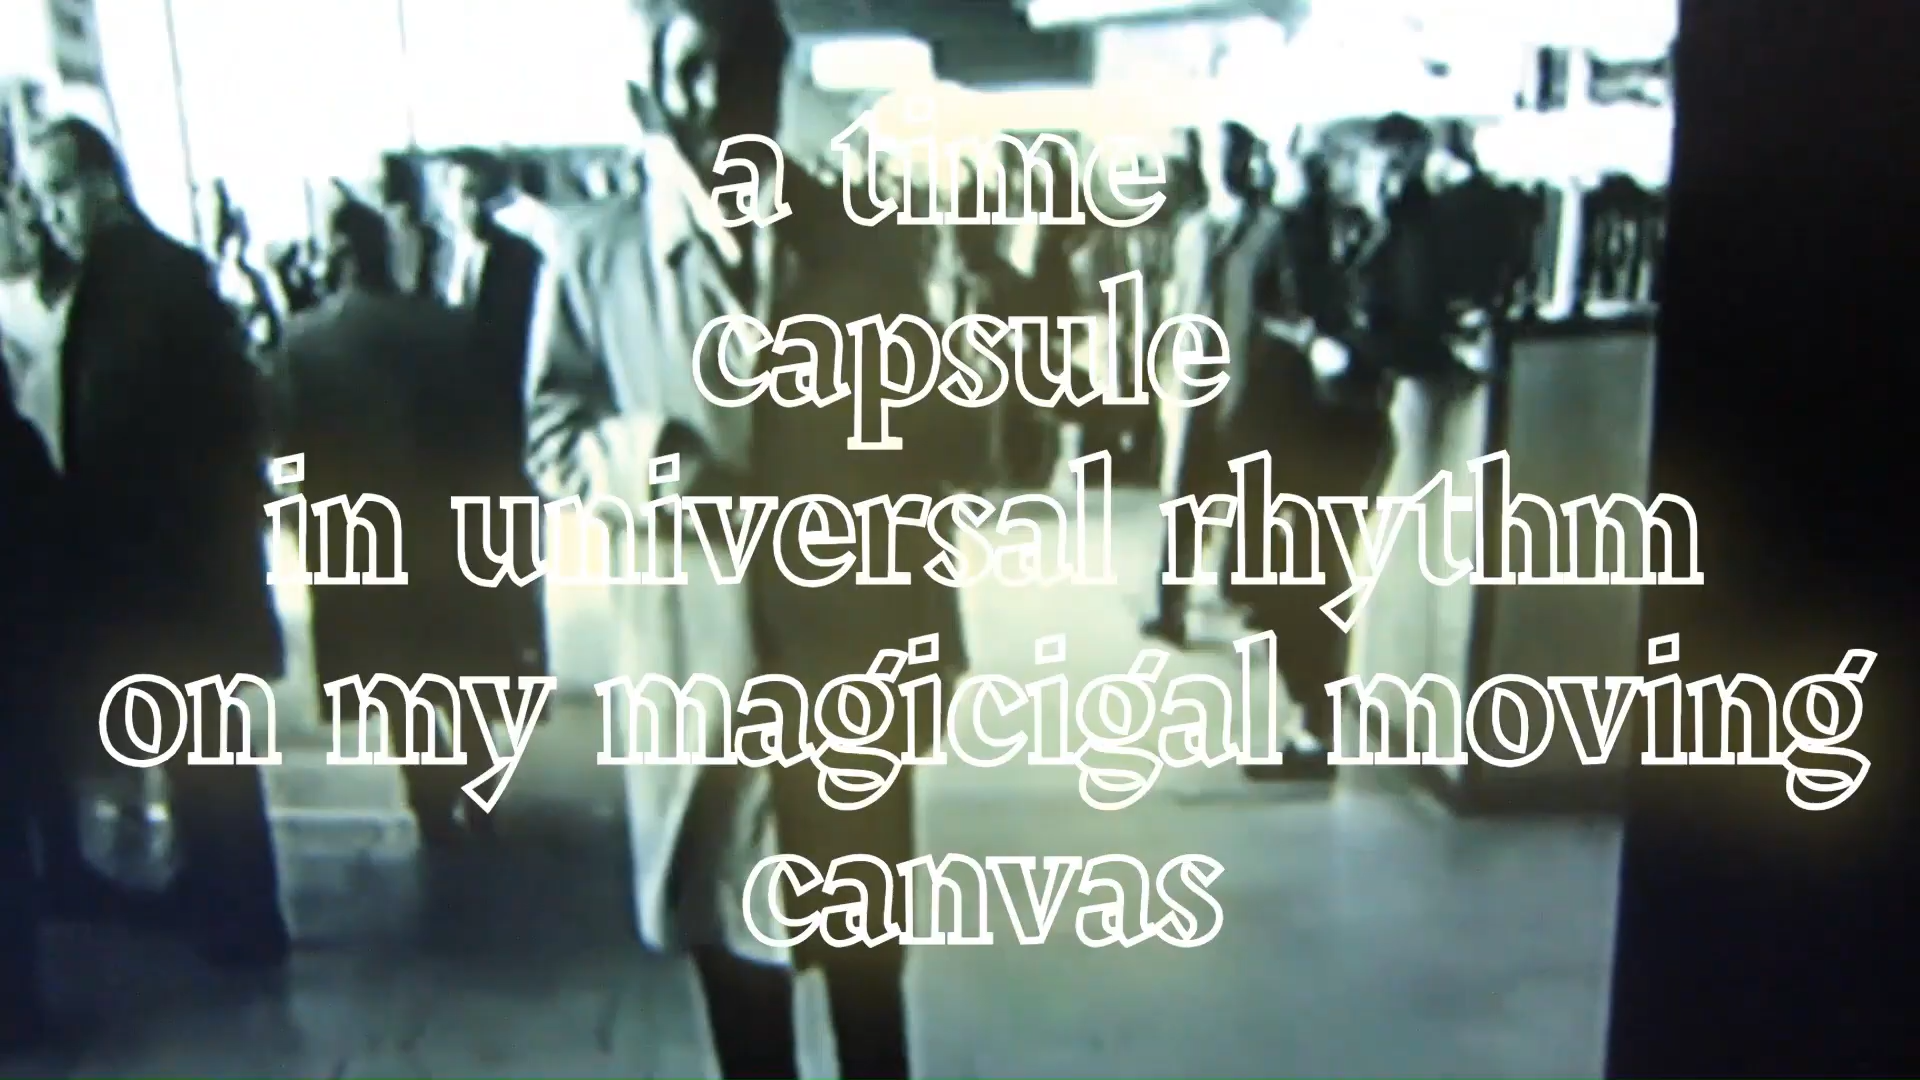 a time
capsule
in universal rhythm
on my magicigal moving
canvas